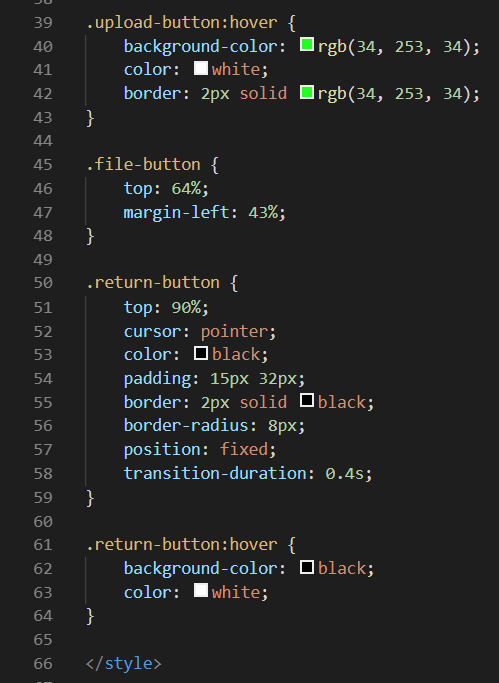 39 .upload-button:hover {
40 background-color: rgb(34, 253, 34);
41 color: white;
42 border: 2px solid rgb(34, 253, 34);
43 }
44
45 .file-button {
46 top: 64%;
47 margin-left: 43%;
48 }
49
50 .return-button {
51 top: 90%;
52 cursor: pointer;
53 color: black;
54 padding: 15px 32px;
55 border: 2px solid black;
56 border-radius: 8px;
57 position: fixed;
58 transition-duration: 0.4s;
59 }
60
61 .return-button:hover {
62 background-color: black;
63 color: white;
64 }
65
66 </style>